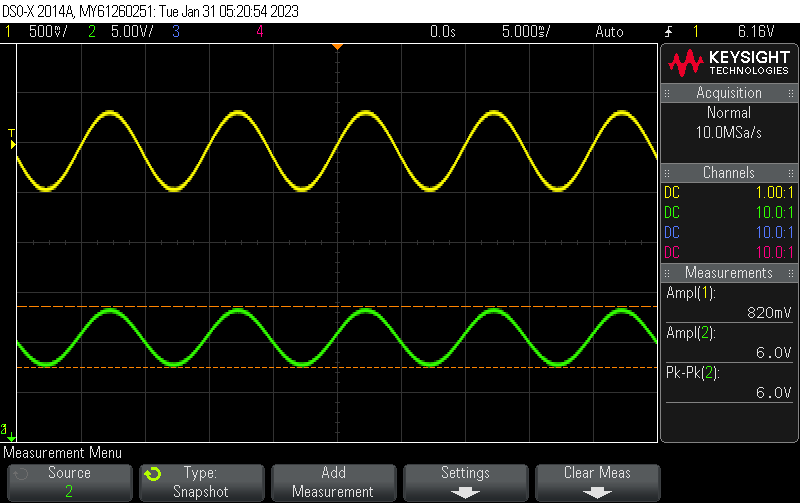 DSO-X 2014A, MY61260251: Tue Jan 31 05:20:54 2023
1 500mV/ 2 5.00V/ 3 4 0.0s 5.000ms/ Auto 1 6.16V
KEYSIGHT
TECHNOLOGIES
Acquisition
Normal
10.0MSa/s
Channels
DC 1.00:1
DC 10.0:1
DC 10.0:1
DC 10.0:1
Measurements
Ampl(1):
820mV
Ampl(2):
6.0V
Pk-Pk(2):
6.0V
T
2
Measurement Menu
Source
2
Type:
Snapshot
Add
Measurement
Settings
Clear Meas